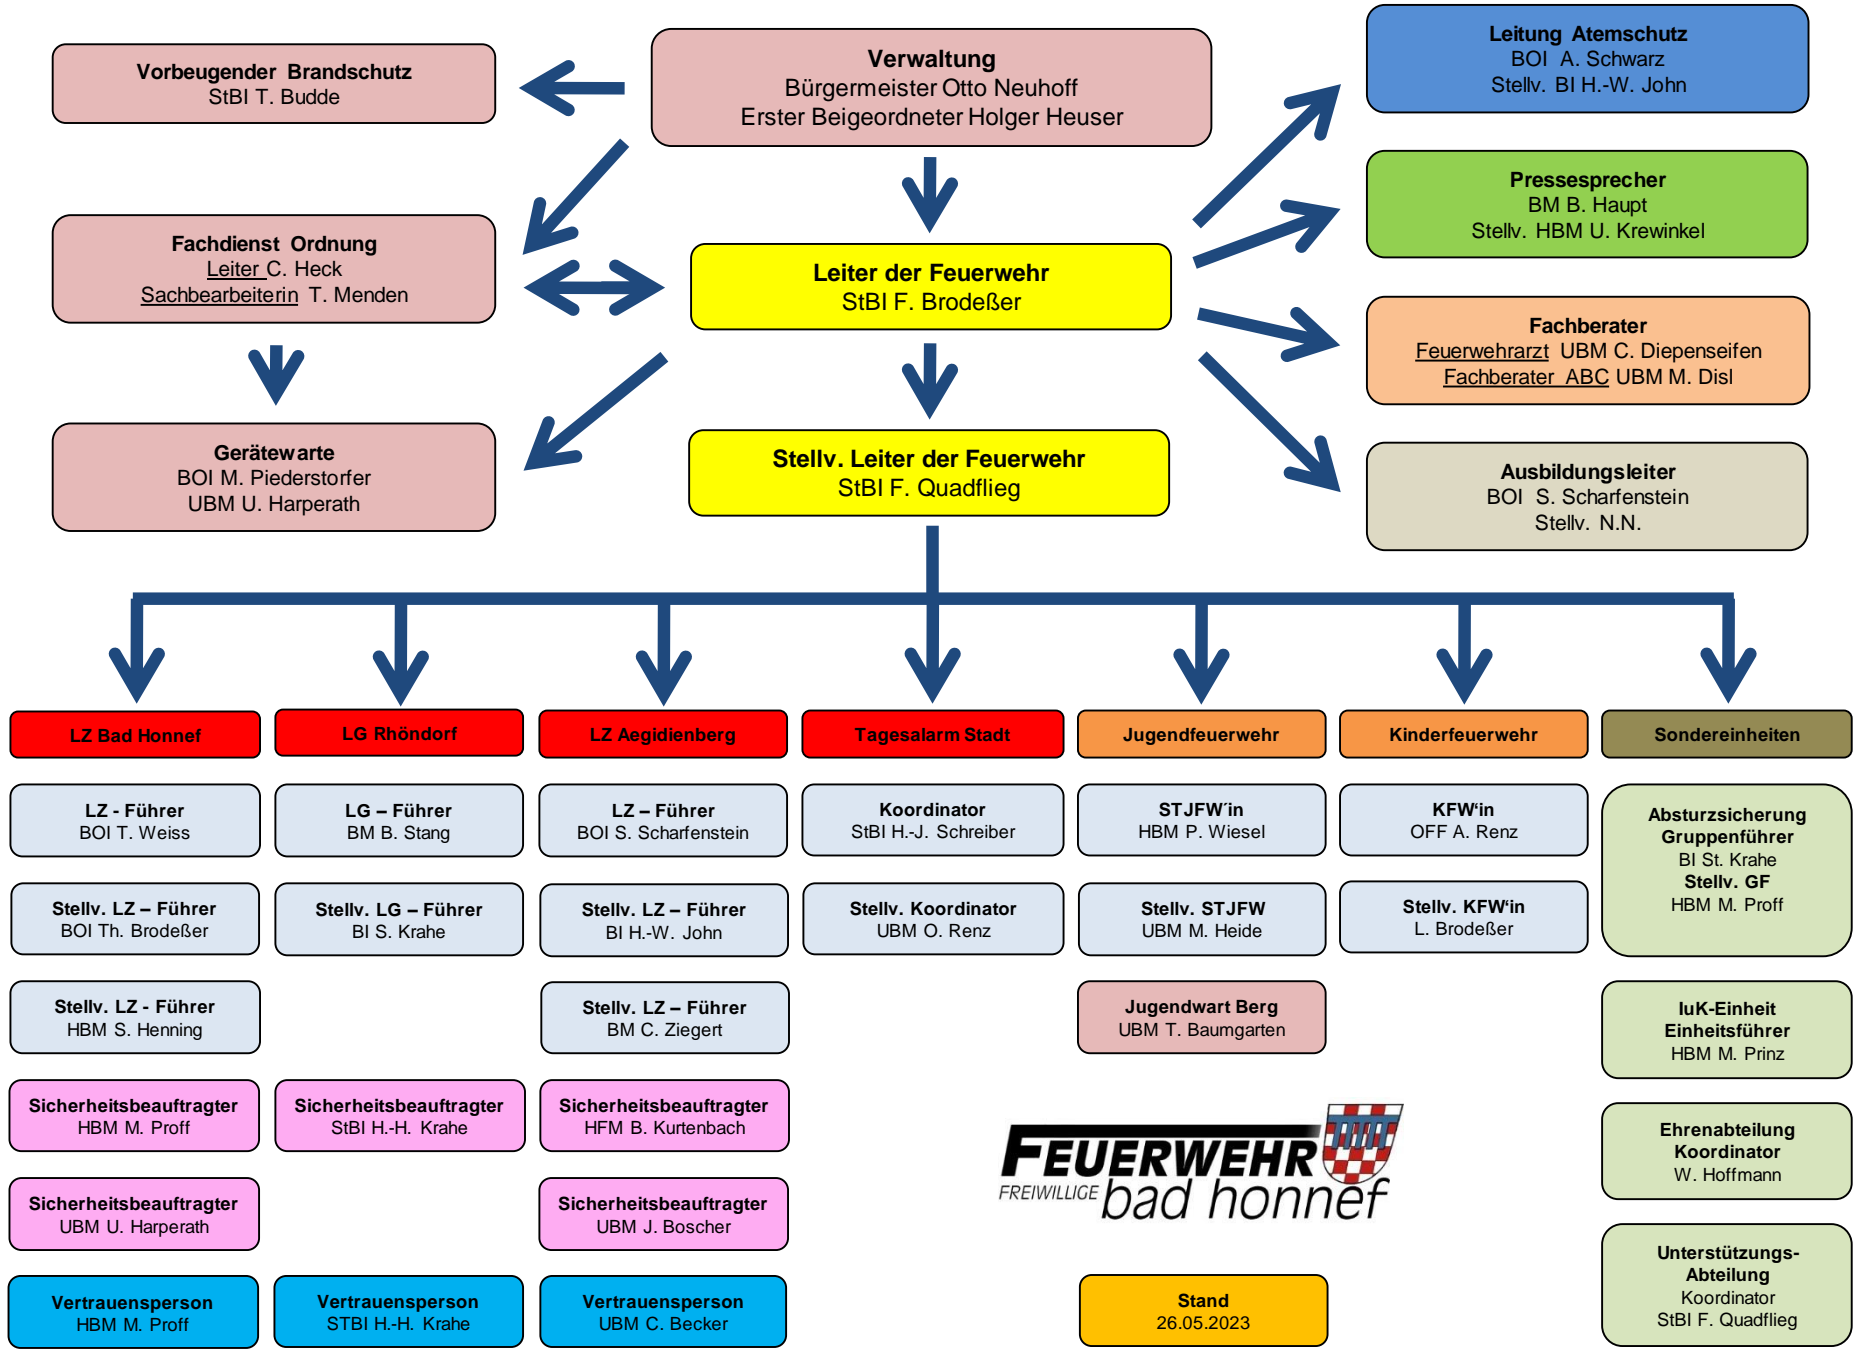 Vorbeugender Brandschutz
StBI T. Budde
Verwaltung
Bürgermeister Otto Neuhoff
Erster Beigeordneter Holger Heuser
Leitung Atemschutz
BOI A. Schwarz
Stellv. BI H.-W. John
Pressesprecher
BM B. Haupt
Stellv. HBM U. Krewinkel
Fachdienst Ordnung
Leiter C. Heck
Sachbearbeiterin T. Menden
Leiter der Feuerwehr
StBI F. Brodeßer
Fachberater
Feuerwehrarzt UBM C. Diepenseifen
Fachberater ABC UBM M. Disl
Gerätewarte
BOI M. Piederstorfer
UBM U. Harperath
Stellv. Leiter der Feuerwehr
StBI F. Quadflieg
Ausbildungsleiter
BOI S. Scharfenstein
Stellv. N.N.
LZ Bad Honnef
LG Rhöndorf
LZ Aegidienberg
Tagesalarm Stadt
Jugendfeuerwehr
Kinderfeuerwehr
Sondereinheiten
LZ - Führer
BOI T. Weiss
LG – Führer
BM B. Stang
LZ – Führer
BOI S. Scharfenstein
Koordinator
StBI H.-J. Schreiber
STJFW´in
HBM P. Wiesel
KFW‘in
OFF A. Renz
Absturzsicherung
Gruppenführer
BI St. Krahe
Stellv. GF
HBM M. Proff
Stellv. LZ – Führer
BOI Th. Brodeßer
Stellv. LG – Führer
BI S. Krahe
Stellv. LZ – Führer
BI H.-W. John
Stellv. Koordinator
UBM O. Renz
Stellv. STJFW
UBM M. Heide
Stellv. KFW‘in
L. Brodeßer
Stellv. LZ - Führer
HBM S. Henning
Stellv. LZ – Führer
BM C. Ziegert
Jugendwart Berg
UBM T. Baumgarten
IuK-Einheit
Einheitsführer
HBM M. Prinz
Sicherheitsbeauftragter
HBM M. Proff
Sicherheitsbeauftragter
StBI H.-H. Krahe
Sicherheitsbeauftragter
HFM B. Kurtenbach
FEUERWEHR
FREIWILLIGE bad honnef
Ehrenabteilung
Koordinator
W. Hoffmann
Sicherheitsbeauftragter
UBM U. Harperath
Sicherheitsbeauftragter
UBM J. Boscher
Vertrauensperson
HBM M. Proff
Vertrauensperson
STBI H.-H. Krahe
Vertrauensperson
UBM C. Becker
Stand
26.05.2023
Unterstützungs-
Abteilung
Koordinator
StBI F. Quadflieg